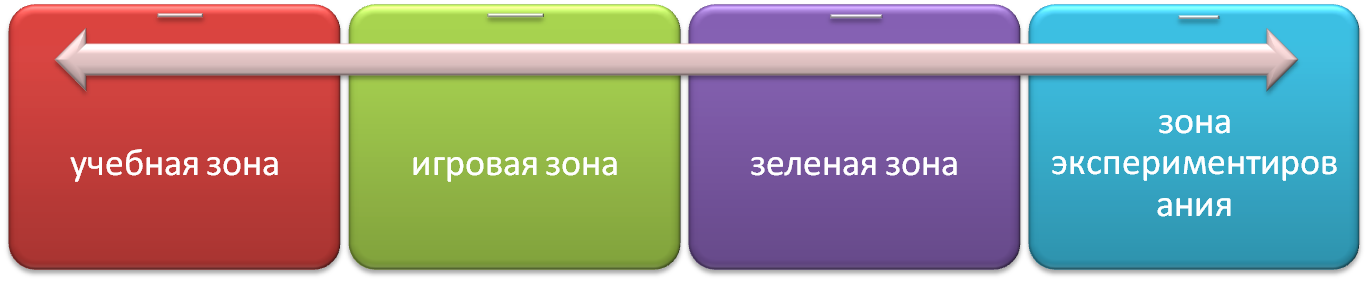 учебная зона
игровая зона
зеленая зона
зона
экспериментиров
ания